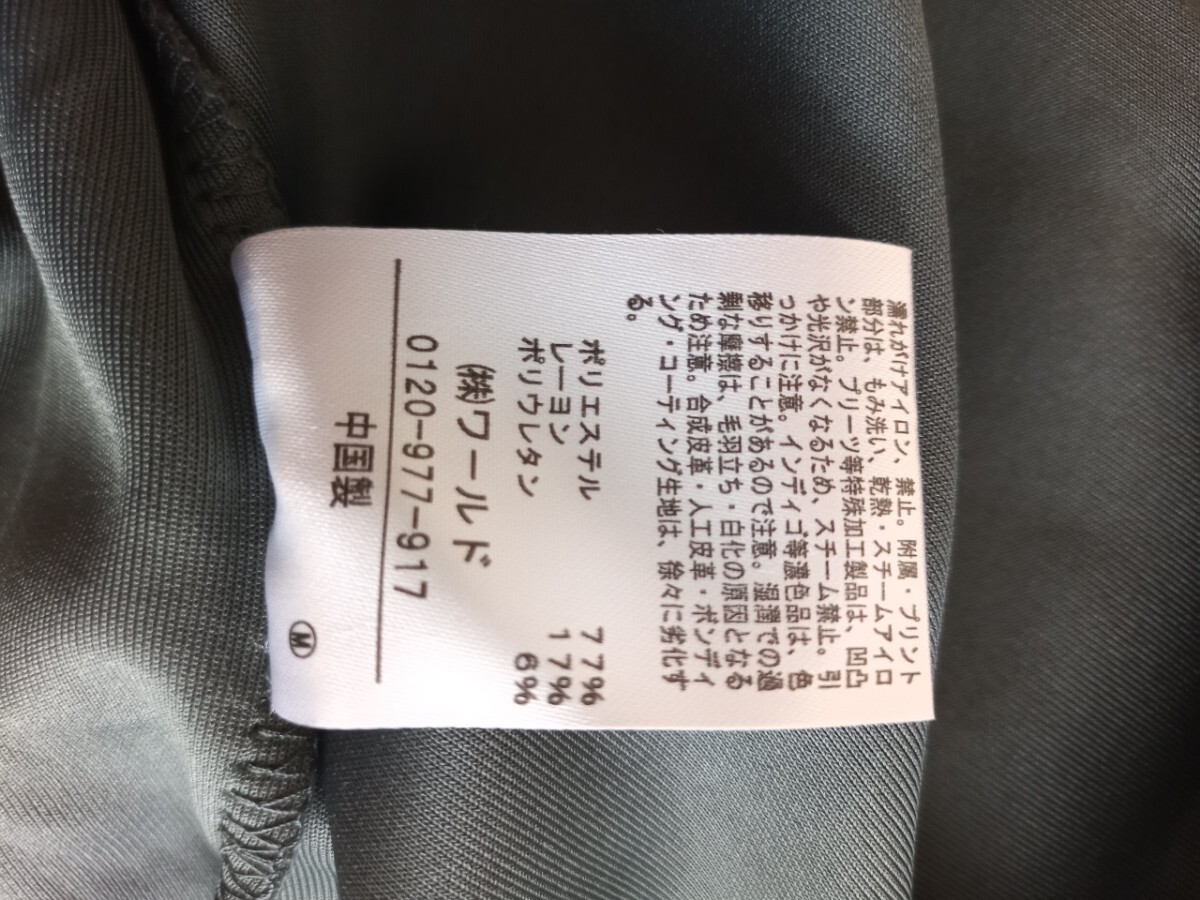 濡れがけアイロン、禁止。附属・プリント
部分は、もみ洗い、乾熱・スチームアイロ
ン禁止。プリーツ等特殊加工製品は、凹凸
や光沢がなくなるため、スチーム禁止。引
っかけに注意。インディゴ等濃色品は、色
移りすることがあるので注意。湿潤での過
剰な摩擦は、毛羽立ち・白化の原因となる
ため注意。合成皮革・人工皮革・ボンディ
ング・コーティング生地は、徐々に劣化す
る。
ポリエステル 77%
レーヨン 17%
ポリウレタン 6%
㈱ワールド
0120-977-917
中国製
Ⓜ